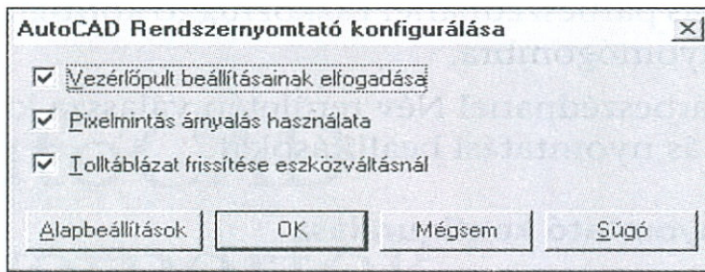 AutoCAD Rendszernyomtató konfigurálása
Vezérlőpult beállításainak elfogadása
Pixelmintás árnyalás használata
Tolltáblázat frissítése eszközváltásnál
Alapbeállítások OK Mégsem Súgó